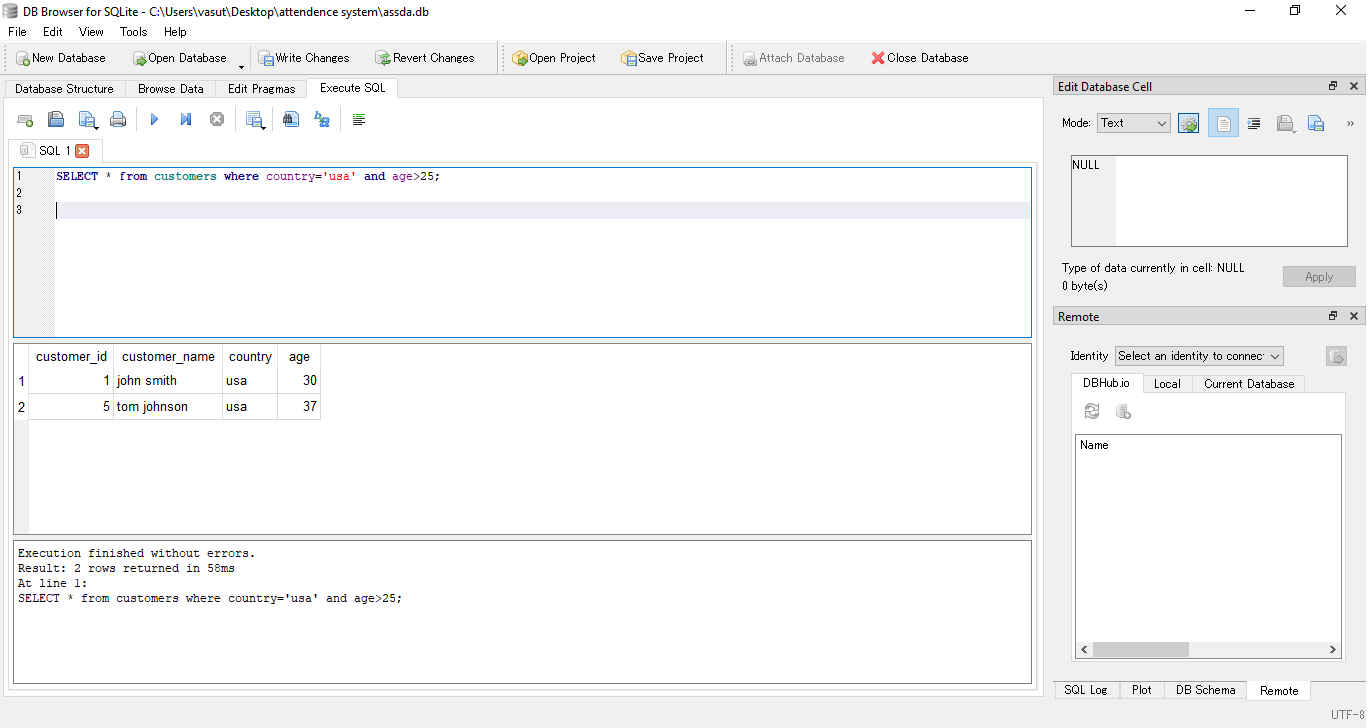 DB Browser for SQLite - C:\Users\vasut\Desktop\attendence system\assda.db
File Edit View Tools Help
New Database Open Database Write Changes Revert Changes Open Project Save Project Attach Database Close Database
Database Structure Browse Data Edit Pragmas Execute SQL
SQL 1
1 SELECT * from customers where country='usa' and age>25;
2
3
customer_id customer_name country age
1 1 john smith usa 30
2 5 tom johnson usa 37
Execution finished without errors.
Result: 2 rows returned in 58ms
At line 1:
SELECT * from customers where country='usa' and age>25;
Edit Database Cell
Mode: Text
NULL
Type of data currently in cell: NULL
0 byte(s)
Apply
Remote
Identity Select an identity to connec
DBHub.io Local Current Database
Name
SQL Log Plot DB Schema Remote
UTF-8